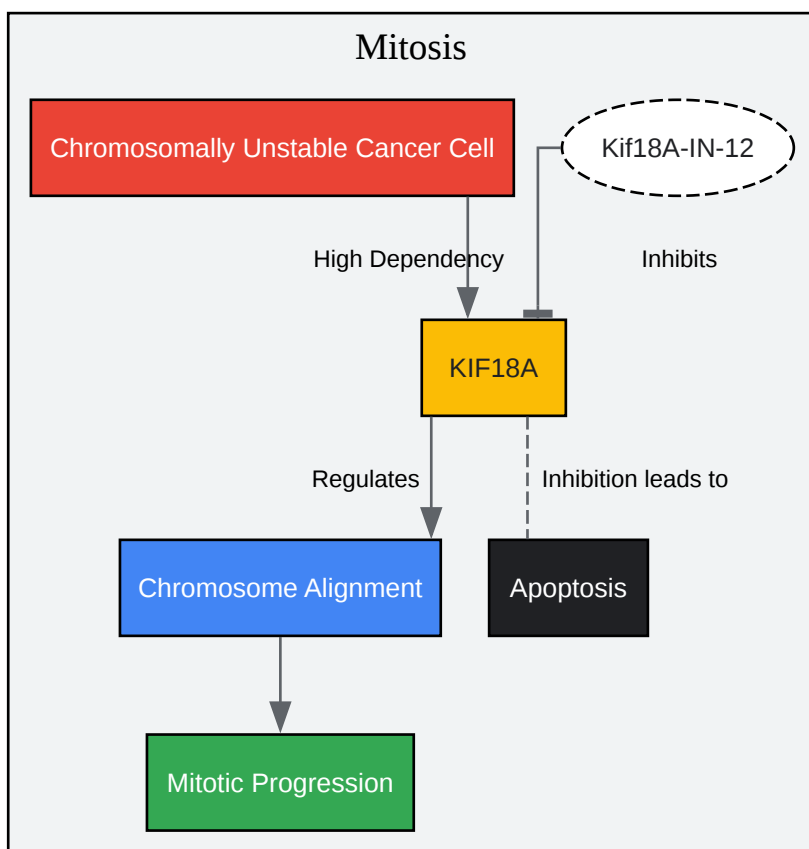 Mitosis
Chromosomally Unstable Cancer Cell
Kif18A-IN-12
High Dependency
Inhibits
KIF18A
Regulates
Inhibition leads to
Chromosome Alignment
Apoptosis
Mitotic Progression